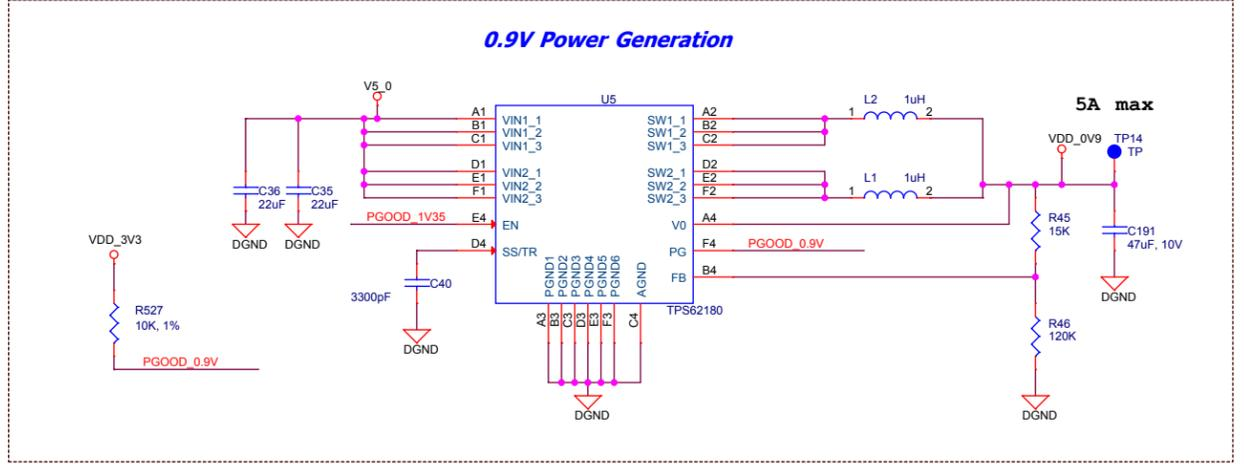 0.9V Power Generation
V5_0
U5
L2 1uH
5A max
A1 VIN1_1 SW1_1 A2 1 2
B1 VIN1_2 SW1_2 B2
C1 VIN1_3 SW1_3 C2
VDD_0V9 TP14
TP
D1 VIN2_1 SW2_1 D2
E1 VIN2_2 SW2_2 E2 L1 1uH
F1 VIN2_3 SW2_3 F2 1 2
C36 C35
22uF 22uF
PGOOD_1V35 E4 EN V0 A4
R45
15K
C191
47uF, 10V
DGND DGND
VDD_3V3
D4 SS/TR PG F4 PGOOD_0.9V
FB B4
C40
3300pF
PGND1 PGND2 PGND3 PGND4 PGND5 PGND6 AGND
DGND
TPS62180
A3 B3 C3 D3 E3 F3 C4
R527
10K, 1%
R46
120K
DGND
PGOOD_0.9V
DGND
DGND